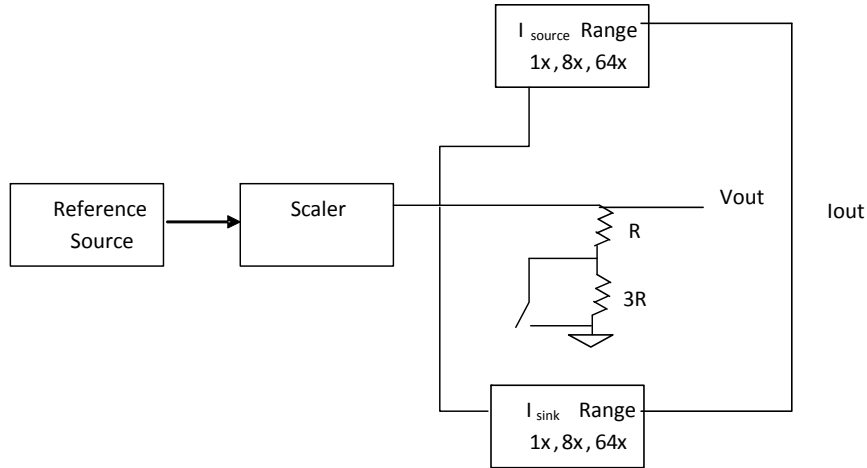 I source Range
1x, 8x, 64x
Reference
Source
Scaler
Vout
Iout
R
3R
I sink Range
1x, 8x, 64x